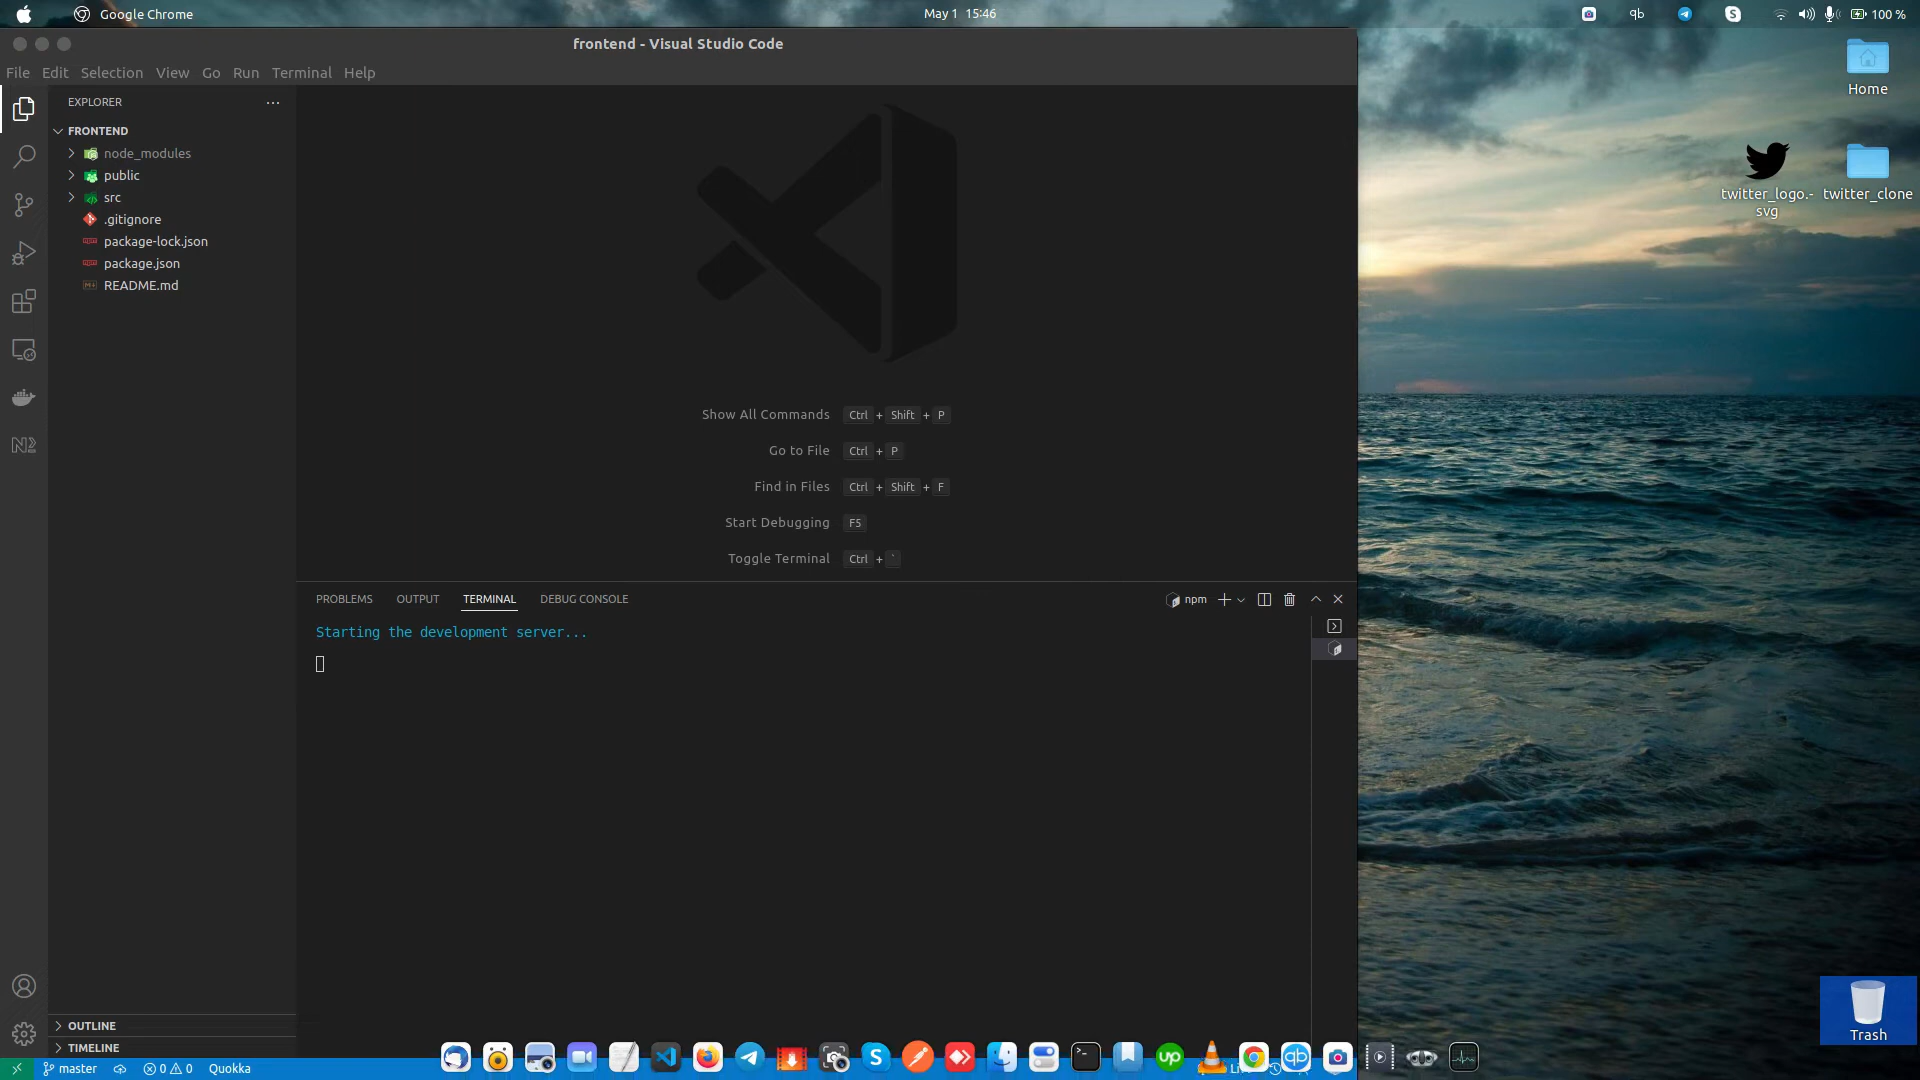 Google Chrome
May 1 15:46
qb
100 %
frontend - Visual Studio Code
File Edit Selection View Go Run Terminal Help
EXPLORER
FRONTEND
node_modules
public
src
.gitignore
package-lock.json
package.json
README.md
Show All Commands Ctrl + Shift + P
Go to File Ctrl + P
Find in Files Ctrl + Shift + F
Start Debugging F5
Toggle Terminal Ctrl + `
PROBLEMS OUTPUT TERMINAL DEBUG CONSOLE
npm
Starting the development server...
OUTLINE
TIMELINE
master
0 0
Quokka
up
qb
Home
twitter_logo.-
svg
twitter_clone
Trash